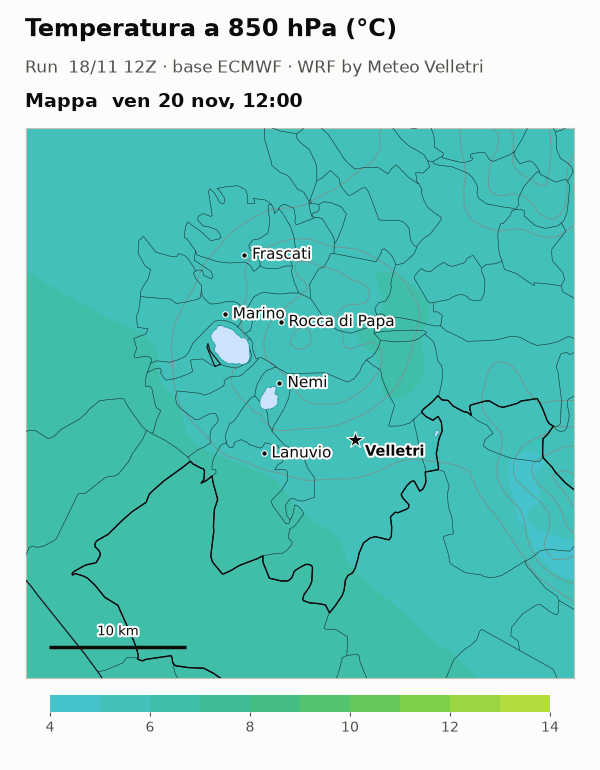 Temperatura a 850 hPa (°C)
Run  18/11 12Z · base ECMWF · WRF by Meteo Velletri
Mappa  ven 20 nov, 12:00
Frascati
Marino
Rocca di Papa
Nemi
Velletri
Lanuvio
10 km
4 6 8 10 12 14